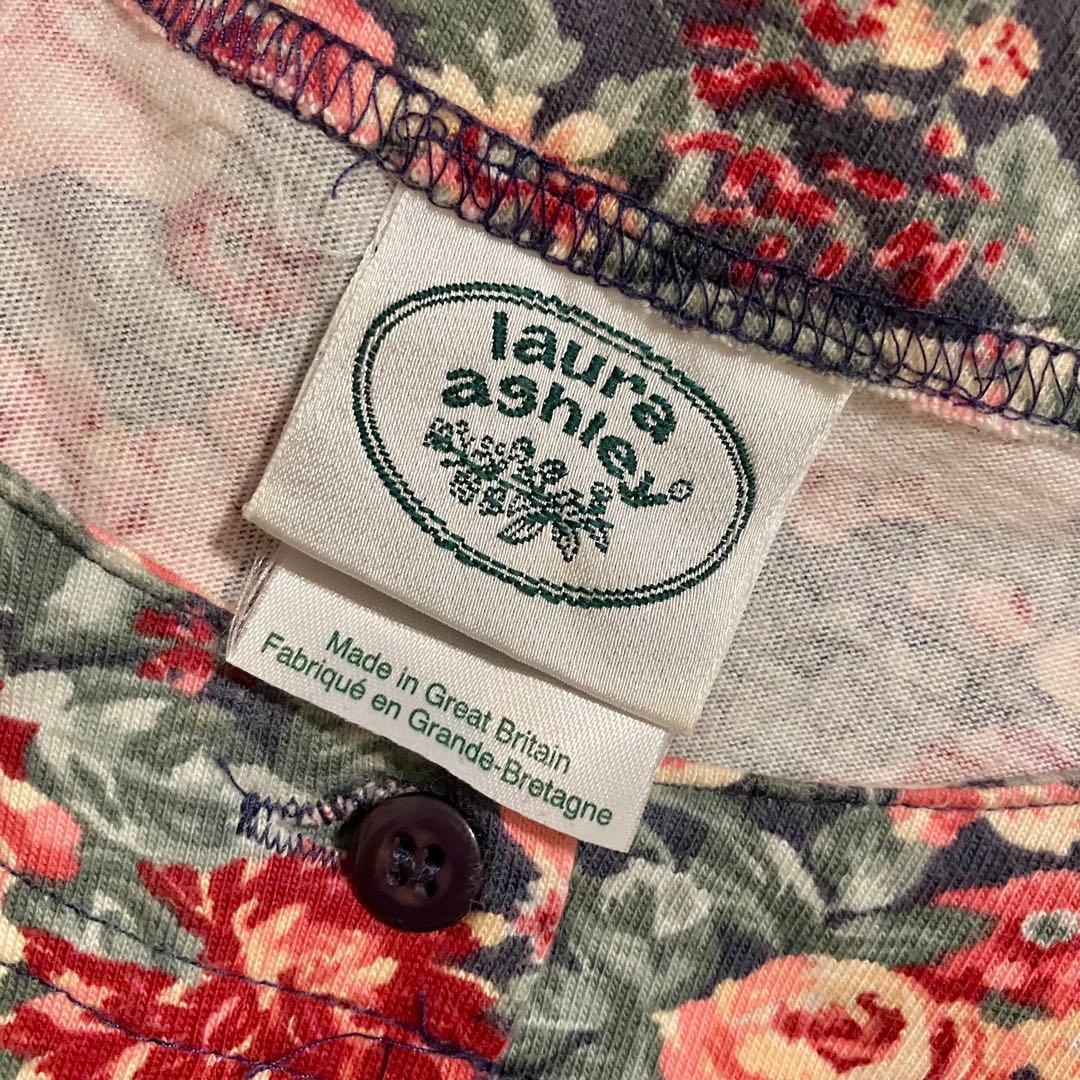 laura
ashley®
Made in Great Britain
Fabriqué en Grande-Bretagne